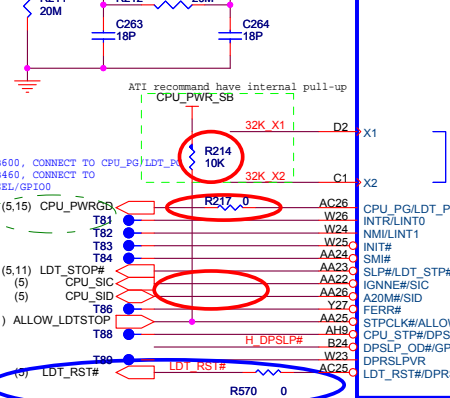 20M
C263
18P
C264
18P
ATI recommand have internal pull-up
CPU_PWR_SB
32K_X1
D2
X1
R214
10K
600, CONNECT TO CPU_PG/LDT_P
460, CONNECT TO
SEL/GPIO0
32K_X2
C1
X2
(5,15) CPU_PWRGD
R217 0
AC26
CPU_PG/LDT_P
T81
W26
INTR/LINT0
T82
W24
NMI/LINT1
T83
W25
INIT#
T84
AA24
SMI#
(5,11) LDT_STOP#
AA23
SLP#/LDT_STP#
(5) CPU_SIC
AA22
IGNNE#/SIC
(5) CPU_SID
AA26
A20M#/SID
T86
Y27
FERR#
) ALLOW_LDTSTOP
AA25
STPCLK#/ALLOW
T88
AH9
CPU_STP#/DPS
H_DPSLP#
B24
DPSLP_OD#/GP
T89
W23
DPRSLPVR
(5) LDT_RST#
LDT_RST#
AC25
LDT_RST#/DPR
R570 0